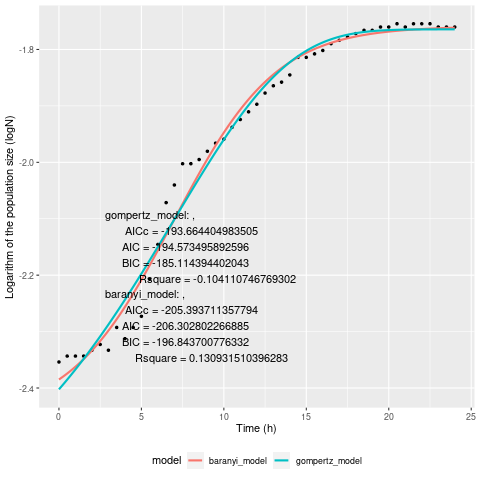 -1.8
-2.0
-2.2
-2.4
Logarithm of the population size (logN)
gompertz_model: ,
AICc = -193.664404983505
AIC = -194.573495892596
BIC = -185.114394402043
Rsquare = -0.104110746769302
baranyi_model: ,
AICc = -205.393711357794
AIC = -206.302802266885
BIC = -196.843700776332
Rsquare = 0.130931510396283
0 5 10 15 20 25
Time (h)
model baranyi_model gompertz_model